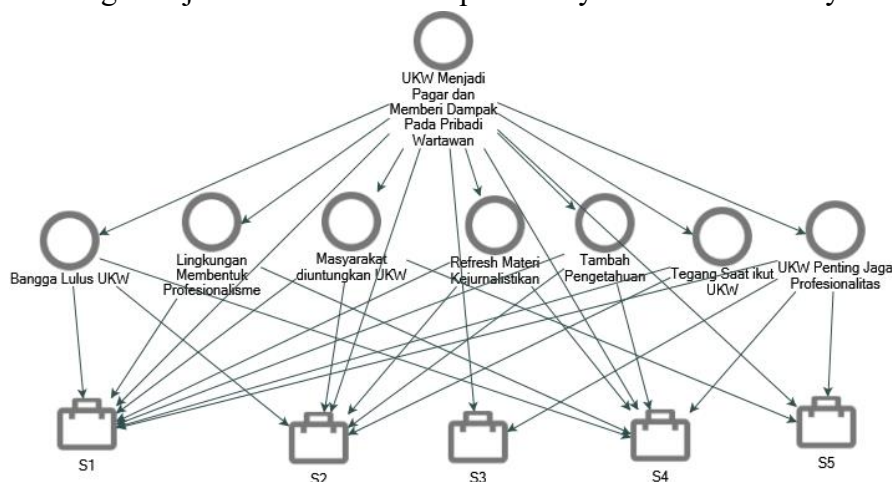 UKW Menjadi
Pagar dan
Memberi Dampak
Pada Pribadi
Wartawan
Bangga Lulus UKW
Lingkungan
Membentuk
Profesionalisme
Masyarakat
diuntungkan UKW
Refresh Materi
Kejurnalistikan
Tambah
Pengetahuan
Tegang Saat ikut
UKW
UKW Penting Jaga
Profesionalitas
S1
S2
S3
S4
S5